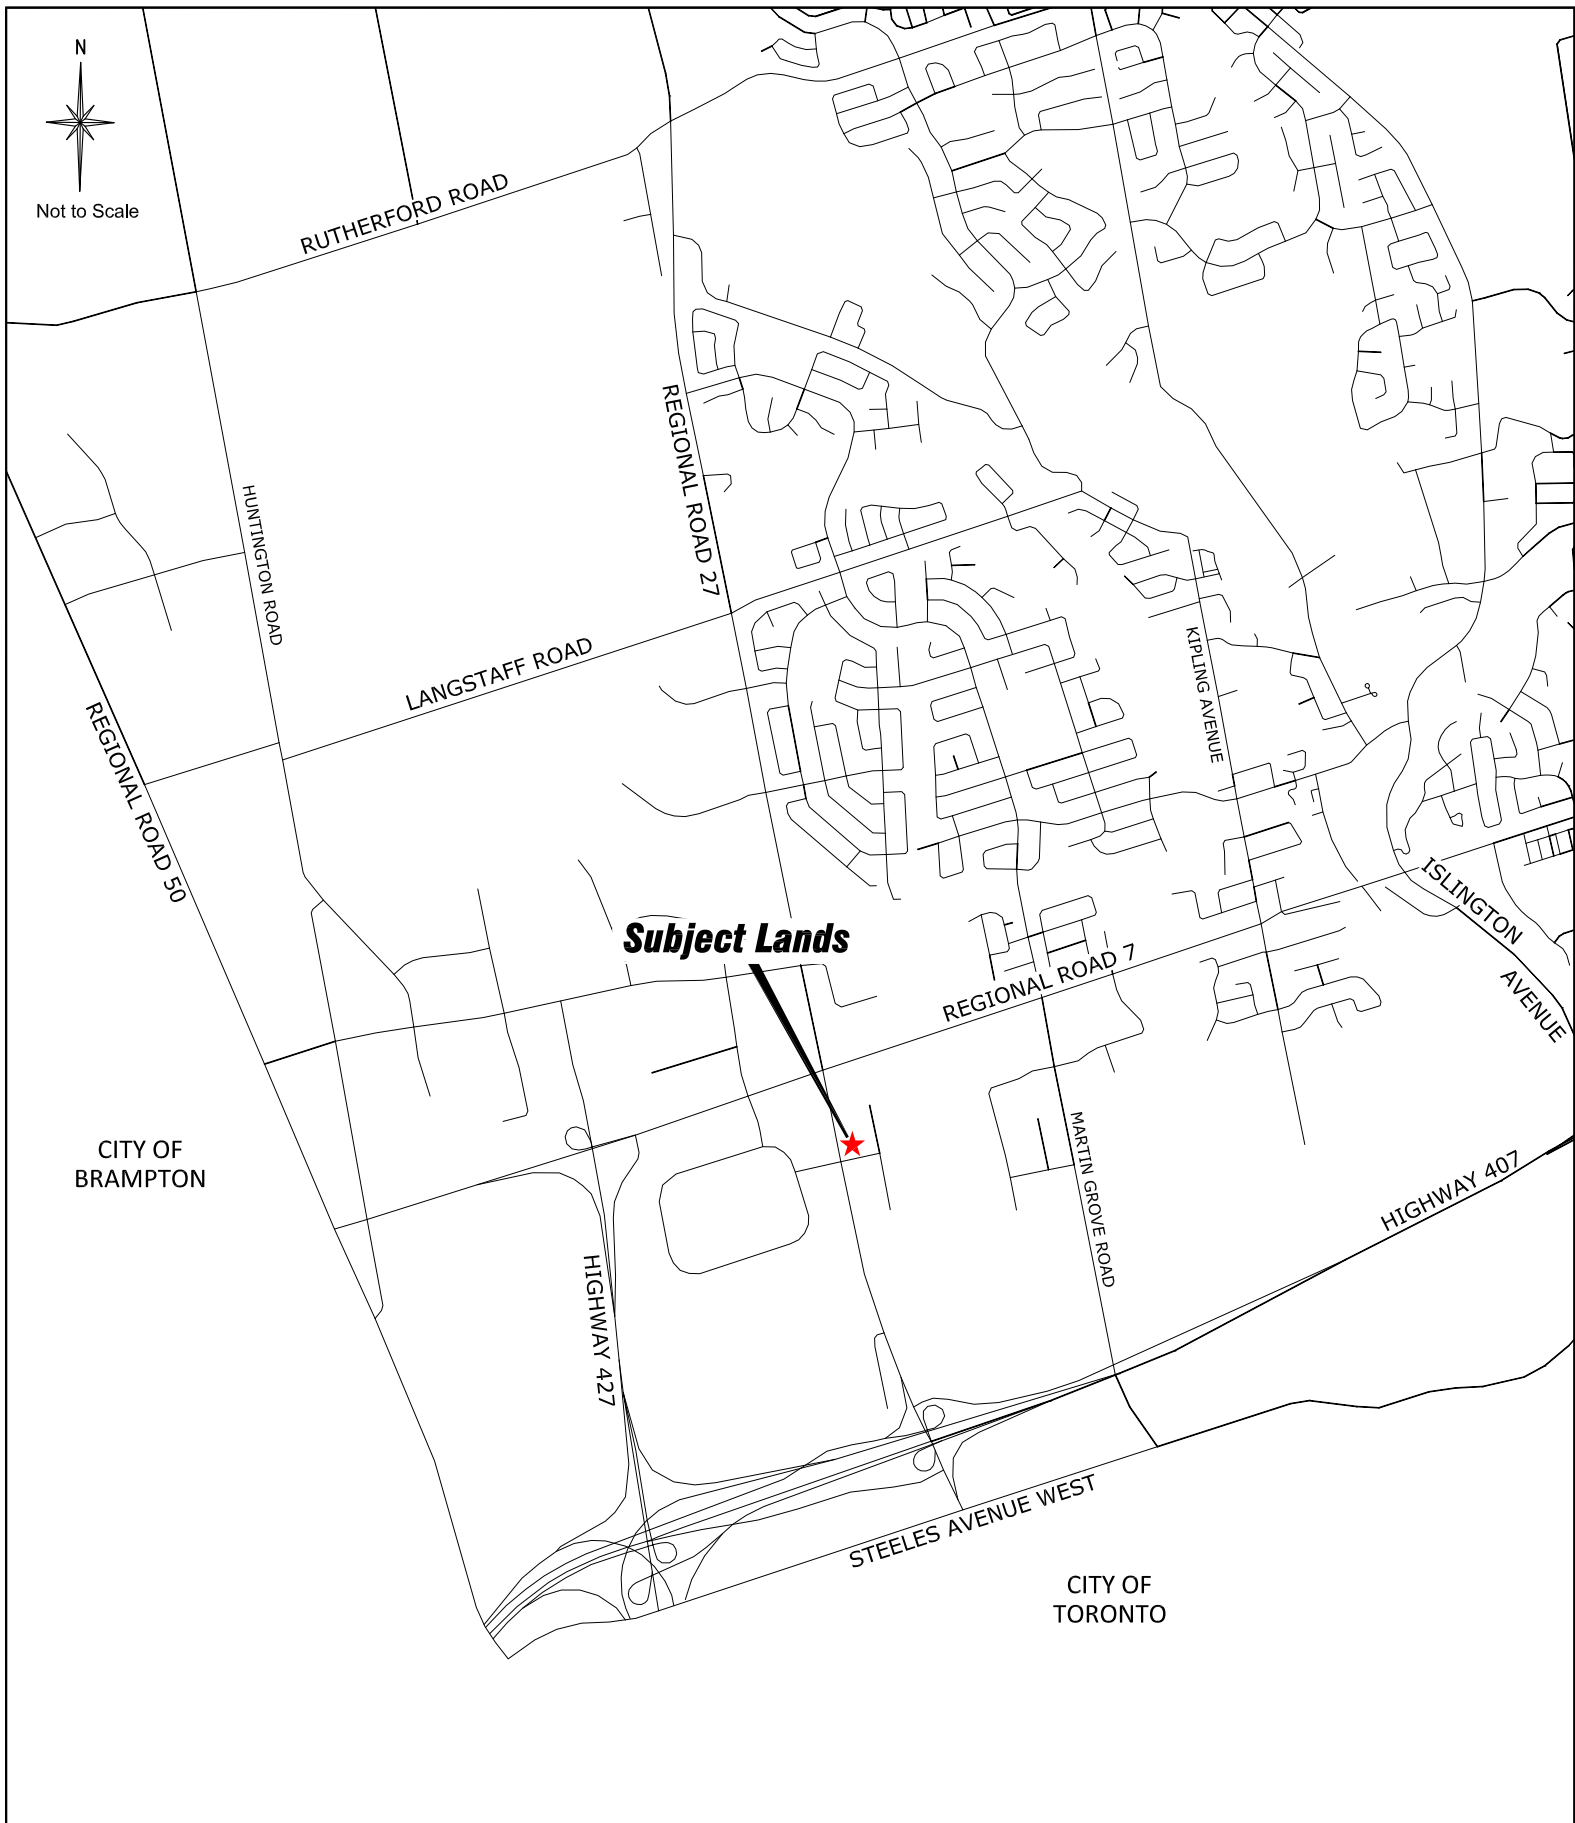 N
Not to Scale
RUTHERFORD ROAD
REGIONAL ROAD 27
HUNTINGTON ROAD
LANGSTAFF ROAD
KIPLING AVENUE
REGIONAL ROAD 50
ISLINGTON
AVENUE
Subject Lands
REGIONAL ROAD 7
CITY OF
BRAMPTON
MARTIN GROVE ROAD
HIGHWAY 407
HIGHWAY 427
STEELES AVENUE WEST
CITY OF
TORONTO